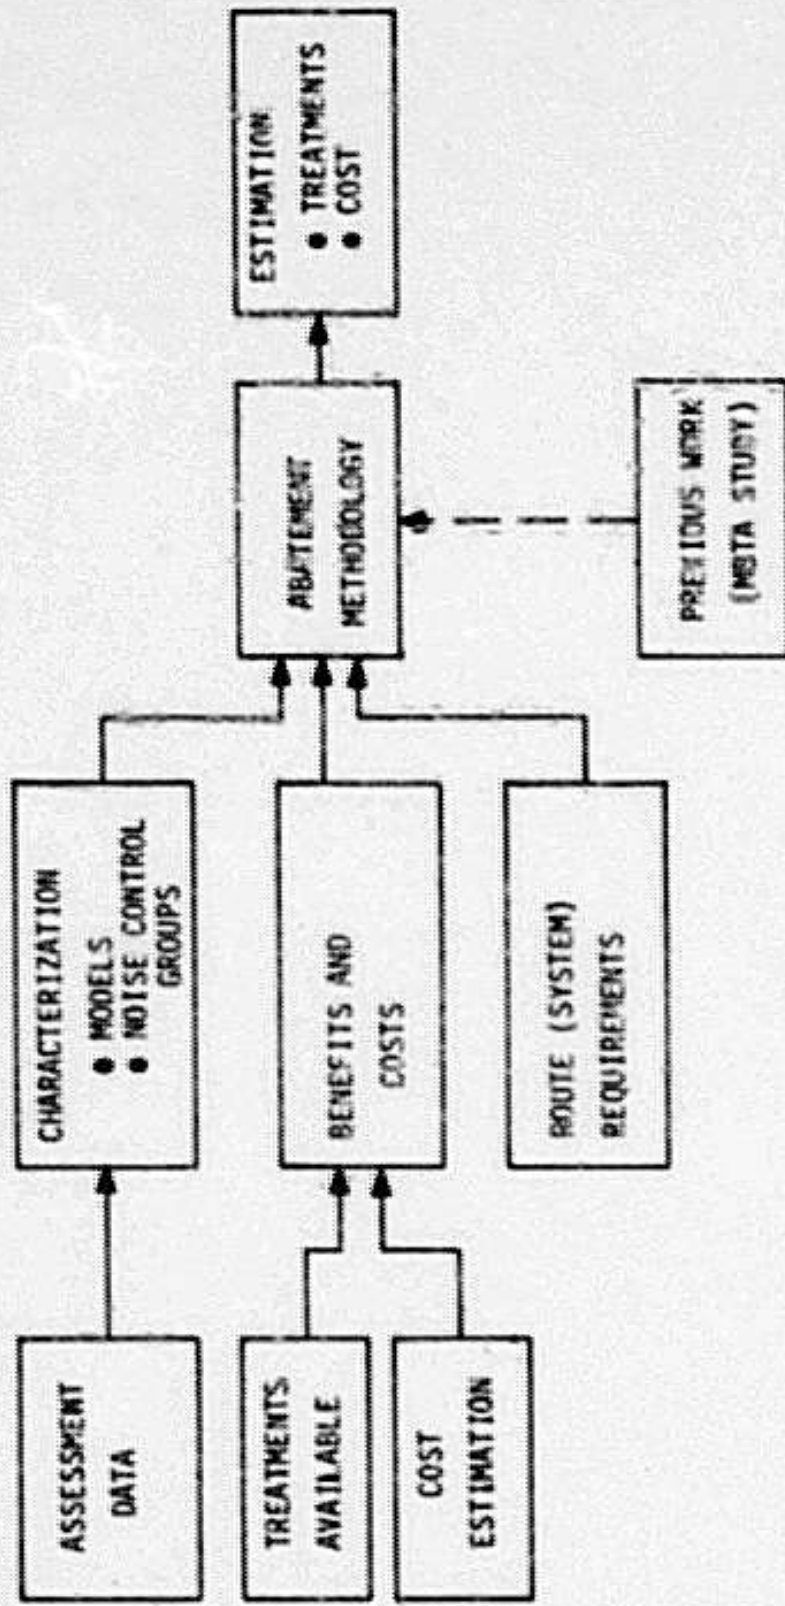 ASSESSMENT
DATA
TREATMENTS
AVAILABLE
COST
ESTIMATION
CHARACTERIZATION
● MODELS
● NOISE CONTROL
GROUPS
BENEFITS AND
COSTS
ROUTE (SYSTEM)
REQUIREMENTS
ABATEMENT
METHODOLOGY
PREVIOUS WORK
(MBTA STUDY)
ESTIMATION
● TREATMENTS
● COST